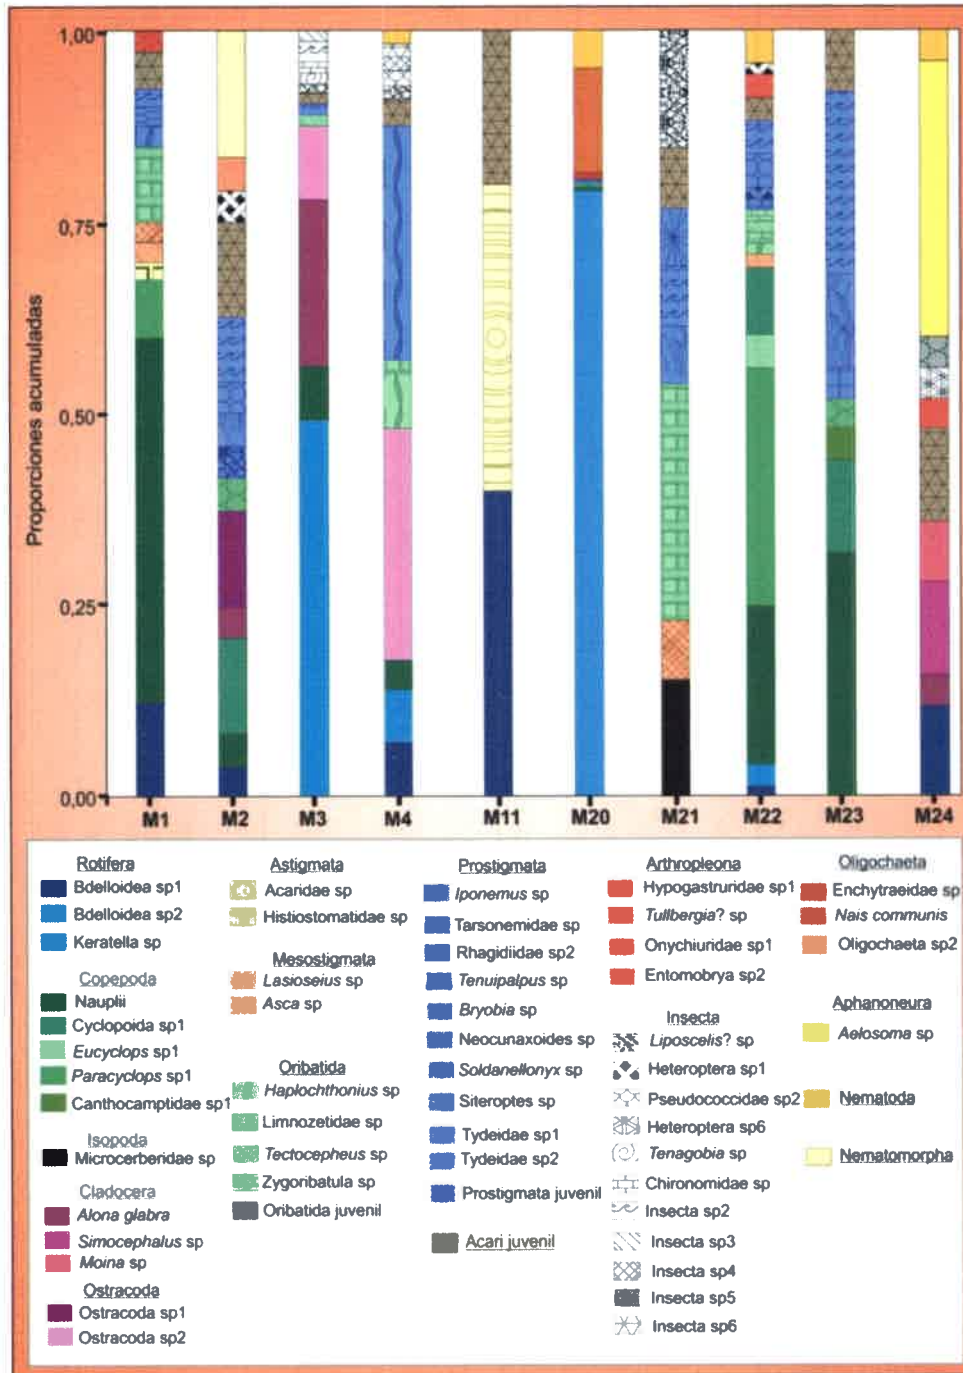 1,00
0,75
0,50
0,25
0,00
Proporciones acumuladas
M1 M2 M3 M4 M11 M20 M21 M22 M23 M24
Rotifera
Bdelloidea sp1
Bdelloidea sp2
Keratella sp
Copepoda
Nauplii
Cyclopoida sp1
Eucyclops sp1
Paracyclops sp1
Canthocamptidae sp1
Isopoda
Microcerberidae sp
Cladocera
Alona glabra
Simocephalus sp
Moina sp
Ostracoda
Ostracoda sp1
Ostracoda sp2
Astigmata
Acaridae sp
Histiostomatidae sp
Mesostigmata
Lasioseius sp
Asca sp
Oribatida
Haplochthonius sp
Limnozetidae sp
Tectocepheus sp
Zygoribatula sp
Oribatida juvenil
Prostigmata
Iponemus sp
Tarsonemidae sp
Rhagidiidae sp2
Tenuipalpus sp
Bryobia sp
Neocunaxoides sp
Soldanellonyx sp
Siteroptes sp
Tydeidae sp1
Tydeidae sp2
Prostigmata juvenil
Acari juvenil
Arthropleona
Hypogastruridae sp1
Tullbergia? sp
Onychiuridae sp1
Entomobrya sp2
Insecta
Liposcelis? sp
Heteroptera sp1
Pseudococcidae sp2
Heteroptera sp6
Tenagobia sp
Chironomidae sp
Insecta sp2
Insecta sp3
Insecta sp4
Insecta sp5
Insecta sp6
Oligochaeta
Enchytraeidae sp
Nais communis
Oligochaeta sp2
Aphanoneura
Aelosoma sp
Nematoda
Nematomorpha